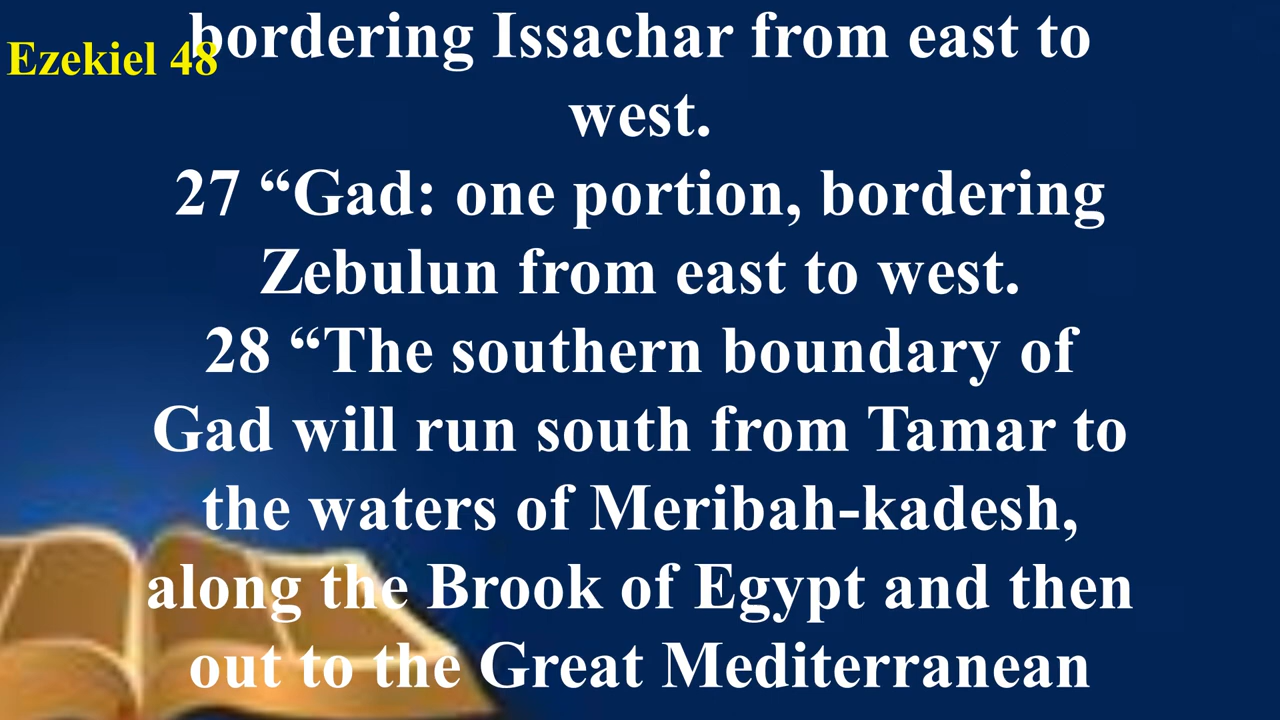 Ezekiel 48
bordering Issachar from east to
west.
27 “Gad: one portion, bordering
Zebulun from east to west.
28 “The southern boundary of
Gad will run south from Tamar to
the waters of Meribah-kadesh,
along the Brook of Egypt and then
out to the Great Mediterranean